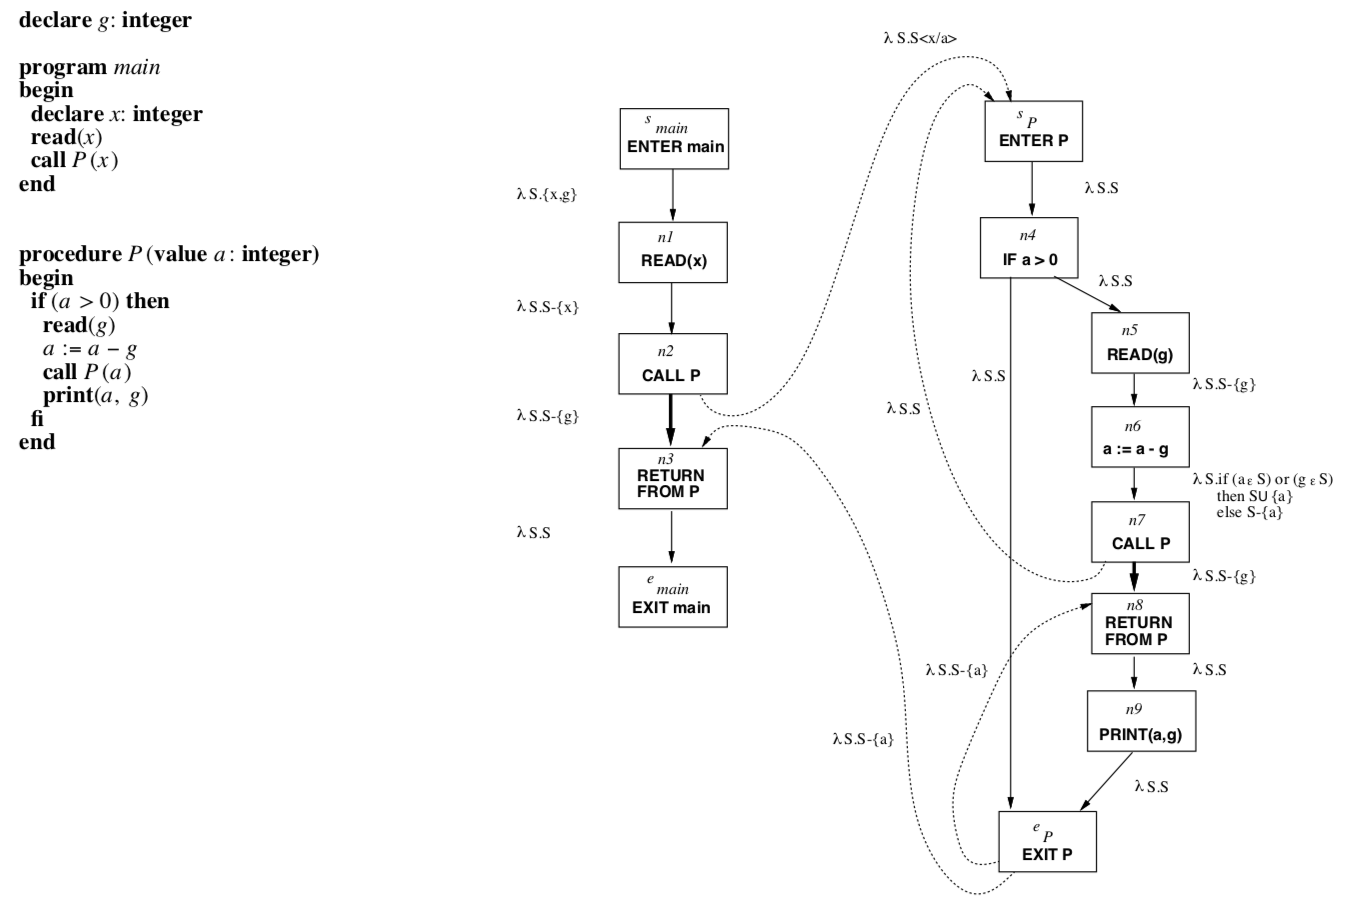 declare g: integer
program main
begin
declare x: integer
read(x)
call P(x)
end
procedure P(value a: integer)
begin
if (a > 0) then
read(g)
a := a − g
call P(a)
print(a, g)
fi
end
s main
ENTER main
λ S.{x,g}
n1
READ(x)
λ S.S-{x}
n2
CALL P
λ S.S-{g}
n3
RETURN
FROM P
λ S.S
e main
EXIT main
λ S.S<x/a>
s P
ENTER P
λ S.S
n4
IF a > 0
λ S.S
n5
READ(g)
λ S.S
λ S.S-{g}
λ S.S
n6
a := a - g
λ S.if (a ε S) or (g ε S)
then SU {a}
else S-{a}
n7
CALL P
λ S.S-{g}
n8
RETURN
FROM P
λ S.S-{a}
λ S.S
n9
PRINT(a,g)
λ S.S-{a}
λ S.S
e P
EXIT P